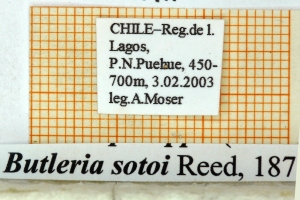 CHILE–Reg.de l.
Lagos,
P.N.Puehue, 450-
700m, 3.02.2003
leg.A.Moser
Butleria sotoi Reed, 187